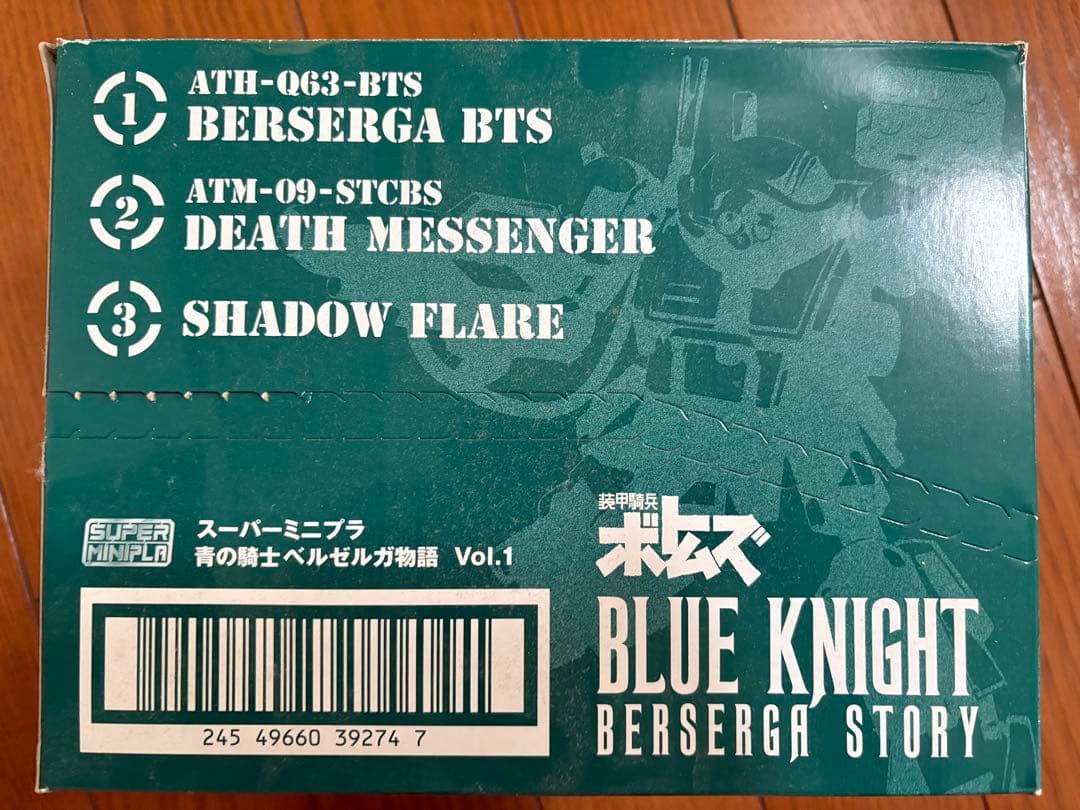 1
ATH-Q63-BTS
BERSERGA BTS
2
ATM-09-STCBS
DEATH MESSENGER
3
SHADOW FLARE
SUPER
MINIPLA
スーパーミニプラ
青の騎士ベルゼルガ物語 Vol.1
245 49660 39274 7
装甲騎兵
ボトムズ
BLUE KNIGHT
BERSERGA STORY